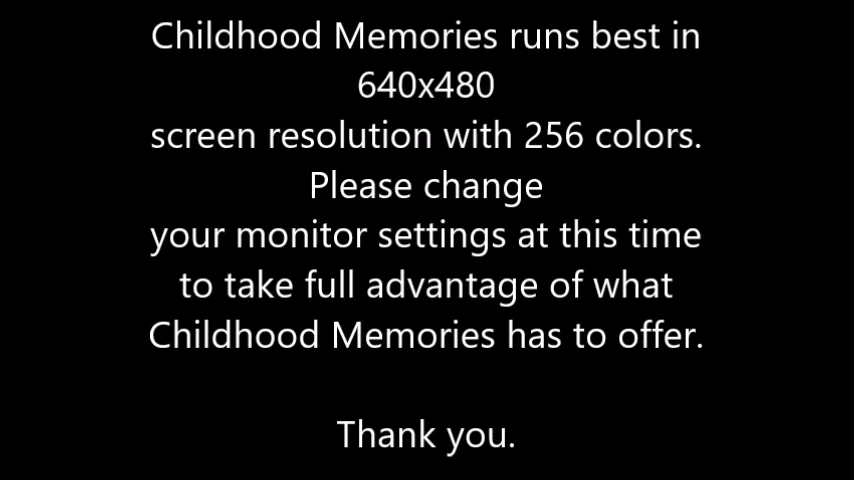 Childhood Memories runs best in
640x480
screen resolution with 256 colors.
Please change
your monitor settings at this time
to take full advantage of what
Childhood Memories has to offer.
Thank you.